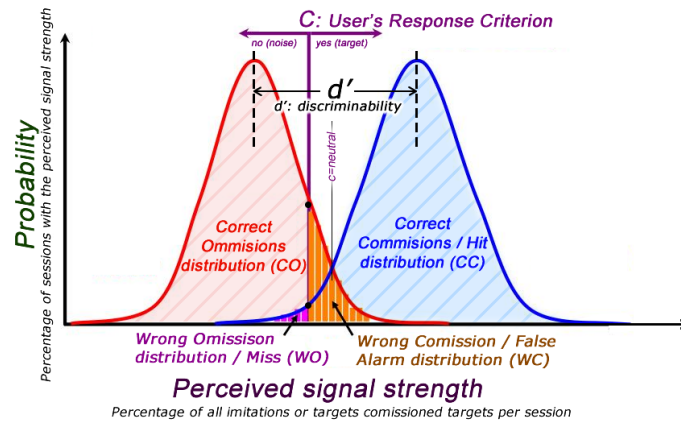 C: User's Response Criterion
no (noise) yes (target)
d'
d': discriminability
c=neutral
Probability
Percentage of sessions with the perceived signal strength
Correct
Ommisions
distribution (CO)
Correct
Commisions / Hit
distribution (CC)
Wrong Omissison
distribution / Miss (WO)
Wrong Comission / False
Alarm distribution (WC)
Perceived signal strength
Percentage of all imitations or targets comissioned targets per session